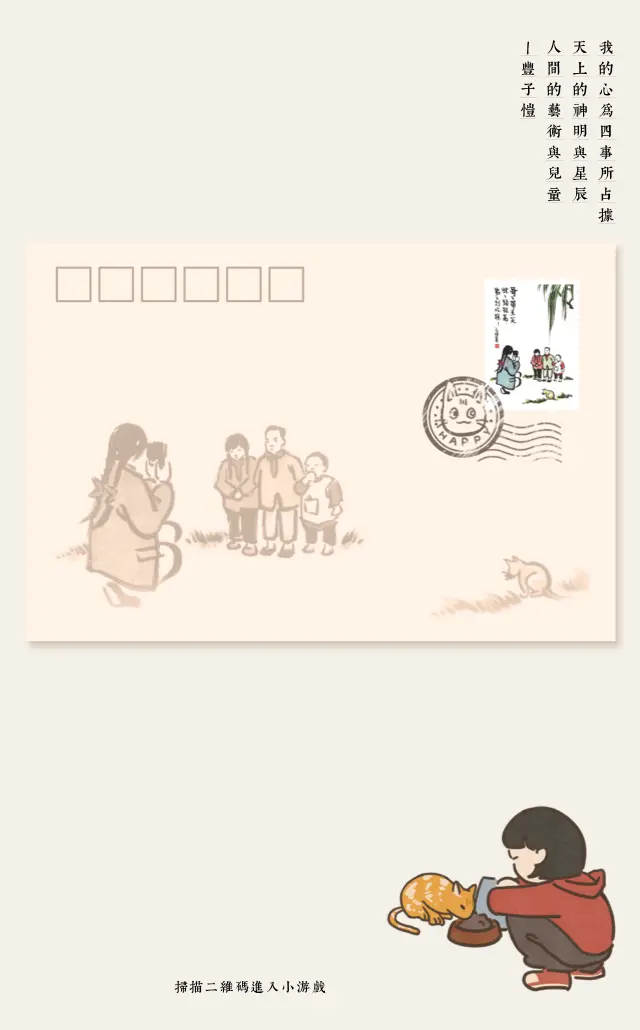 我的心爲四事所占據
天上的神明與星辰
人間的藝術與兒童
—豐子愷
HAPPY
掃描二維碼進入小游戲